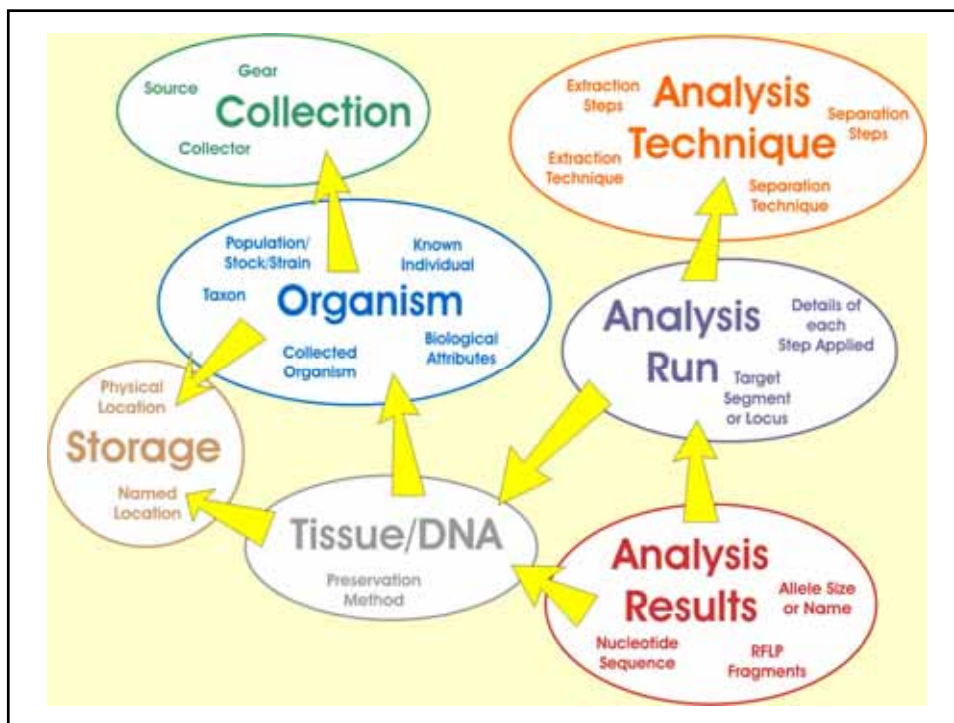 Gear
Source
Collection
Collector
Extraction
Steps
Analysis
Technique
Separation
Steps
Extraction
Technique
Separation
Technique
Population/
Stock/Strain
Known
Individual
Taxon
Organism
Collected
Organism
Biological
Attributes
Analysis
Run
Details of
each
Step Applied
Target
Segment
or Locus
Physical
Location
Storage
Named
Location
Tissue/DNA
Preservation
Method
Analysis
Results
Allele Size
or Name
Nucleotide
Sequence
RFLP
Fragments